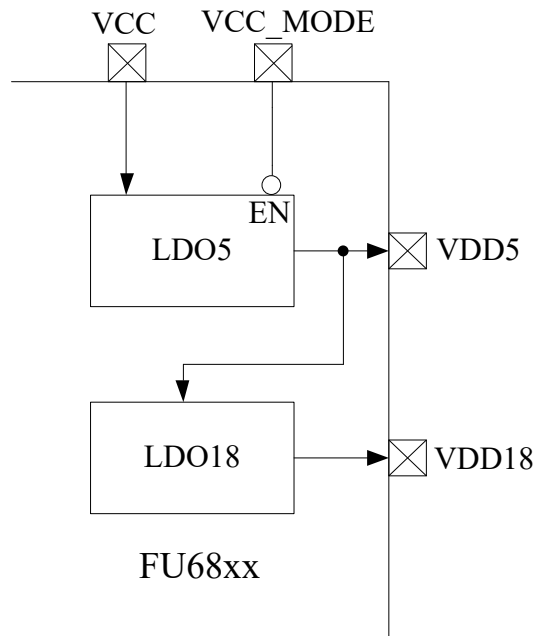 VCC
VCC_MODE
EN
LDO5
VDD5
LDO18
VDD18
FU68xx